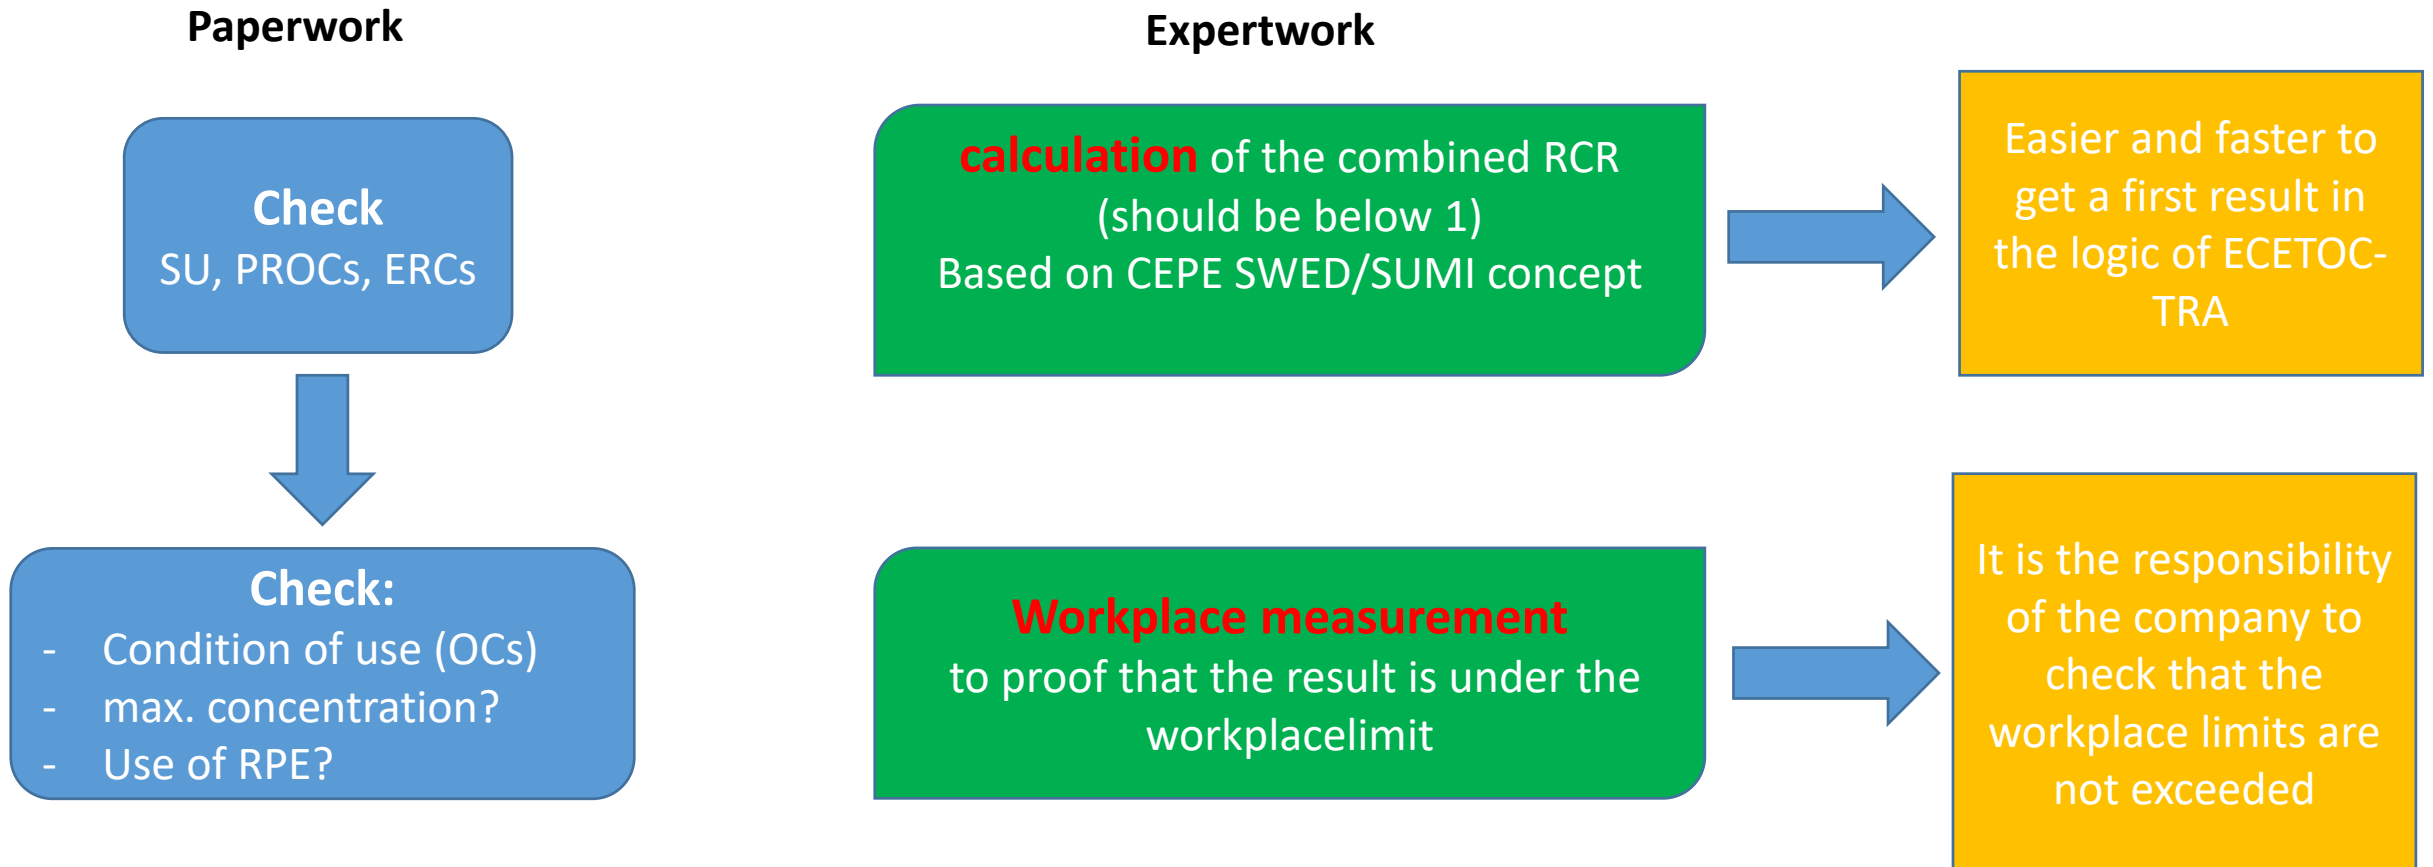 Paperwork
Check
SU, PROCs, ERCs
Check:
- Condition of use (OCs)
- max. concentration?
- Use of RPE?
Expertwork
calculation of the combined RCR
(should be below 1)
Based on CEPE SWED/SUMI concept
Easier and faster to
get a first result in
the logic of ECETOC-
TRA
Workplace measurement
to proof that the result is under the
workplacelimit
It is the responsibility
of the company to
check that the
workplace limits are
not exceeded